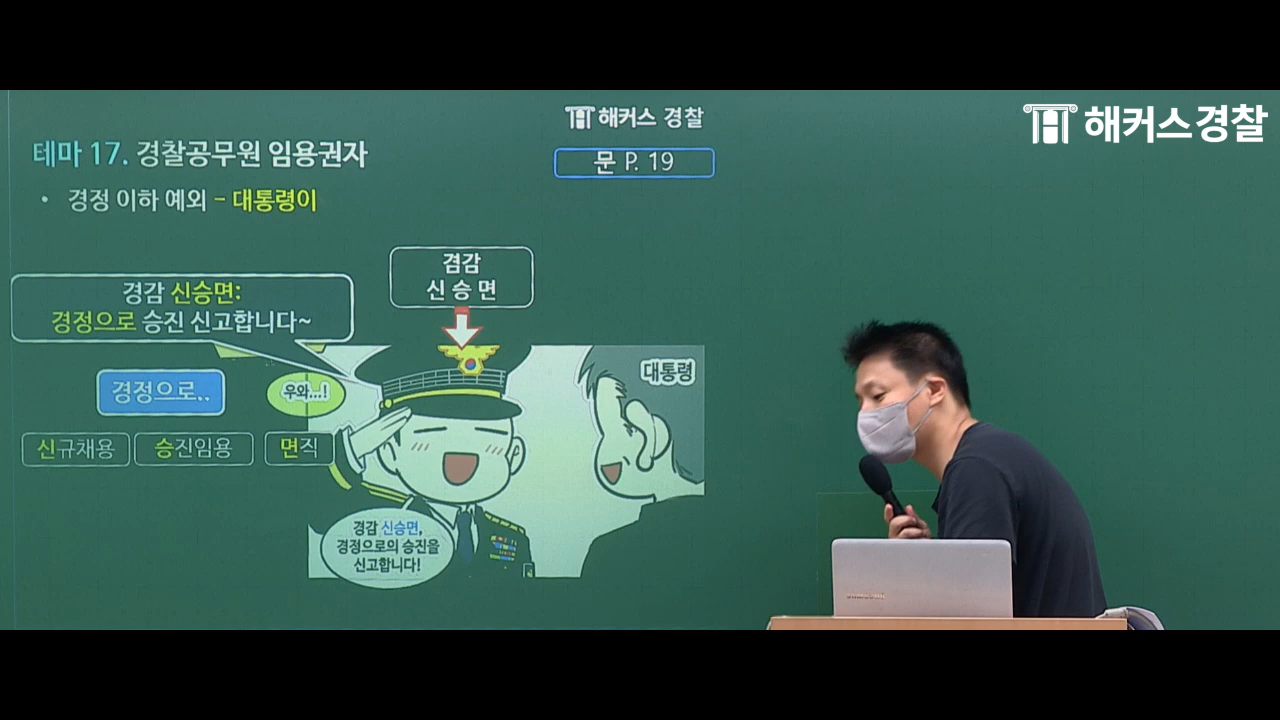 해커스 경찰
해커스경찰
테마 17. 경찰공무원 임용권자
문 P. 19
• 경정 이하 예외 - 대통령이
겸감
신 승 면
경감 신승면:
경정으로 승진 신고합니다~
대통령
경정으로..
우와...!
신규채용
승진임용
면직
경감 신승면,
경정으로의 승진을
신고합니다!
SAMSUNG